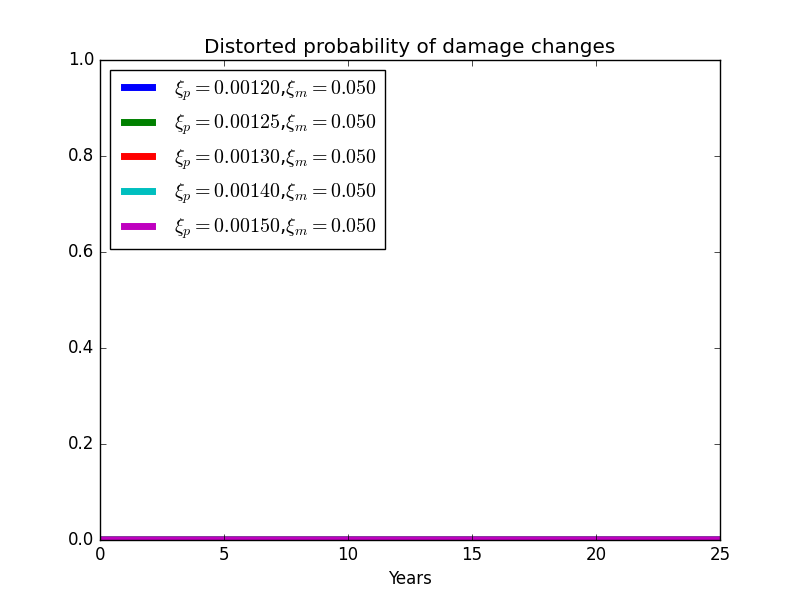 Distorted probability of damage changes
1.0
0.8
0.6
0.4
0.2
0.0
ξₚ = 0.00120,ξₘ = 0.050
ξₚ = 0.00125,ξₘ = 0.050
ξₚ = 0.00130,ξₘ = 0.050
ξₚ = 0.00140,ξₘ = 0.050
ξₚ = 0.00150,ξₘ = 0.050
0 5 10 15 20 25
Years